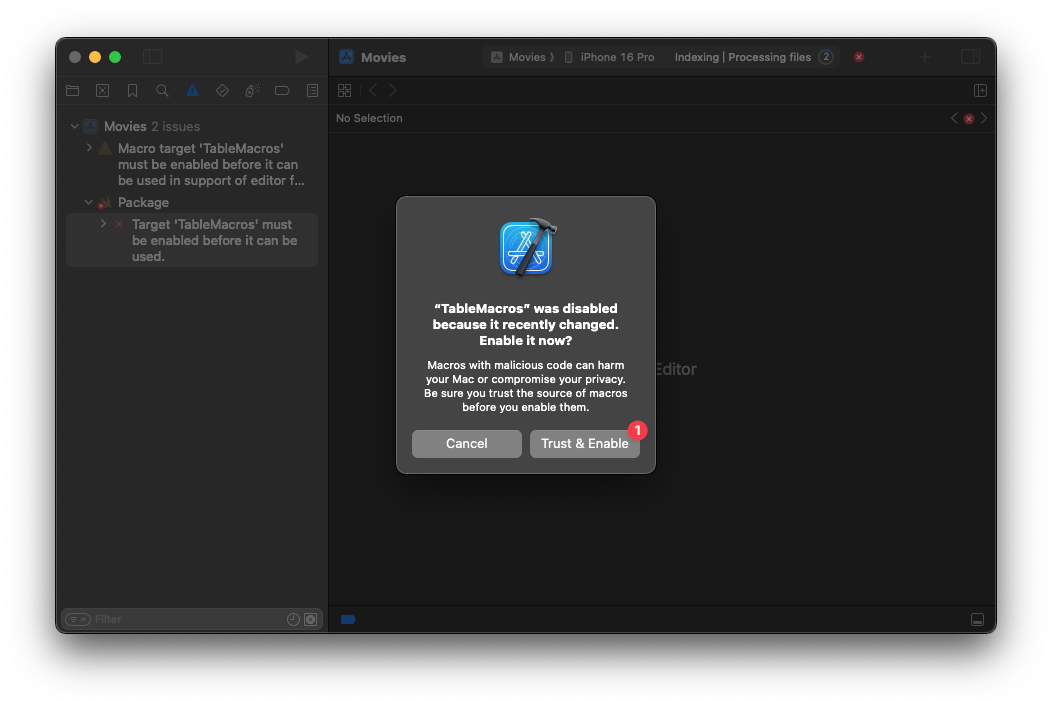 Movies
Movies
iPhone 16 Pro
Indexing | Processing files
2
No Selection
Movies 2 issues
Macro target 'TableMacros'
must be enabled before it can
be used in support of editor f...
Package
Target 'TableMacros' must
be enabled before it can be
used.
Editor
“TableMacros” was disabled
because it recently changed.
Enable it now?
Macros with malicious code can harm
your Mac or compromise your privacy.
Be sure you trust the source of macros
before you enable them.
Cancel
Trust & Enable
1
Filter